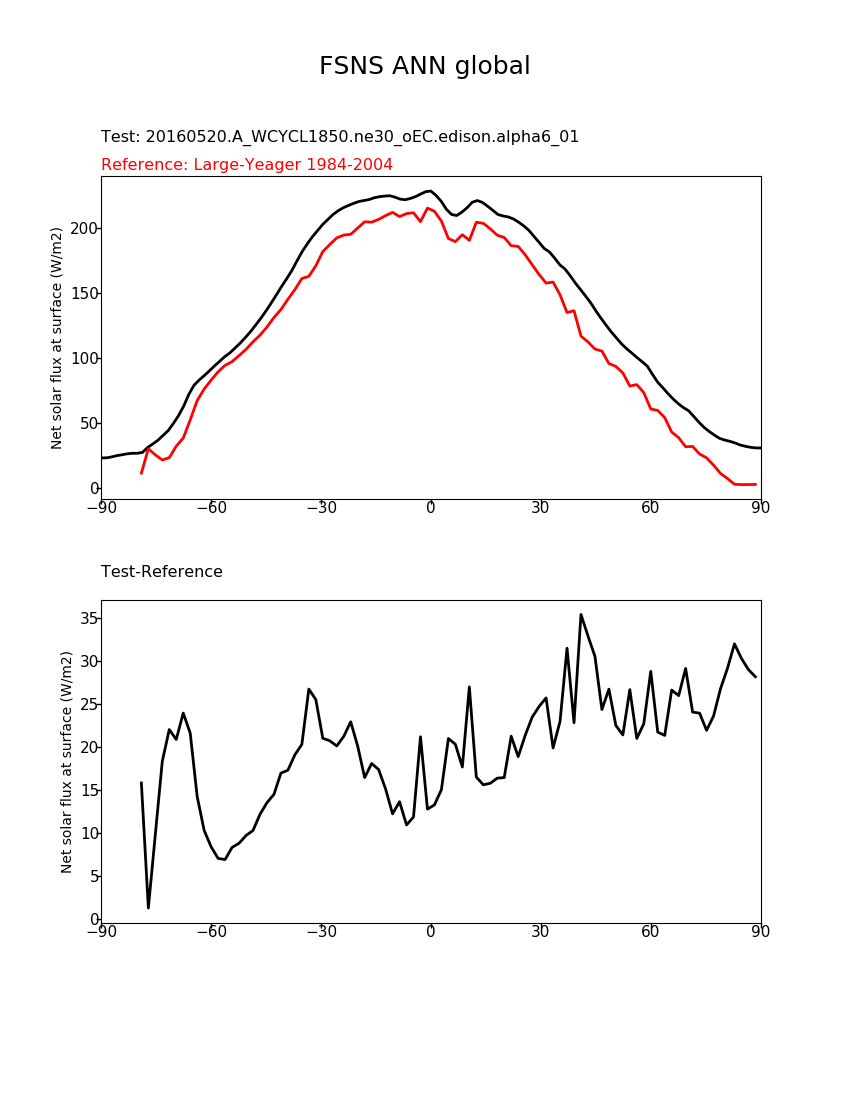 FSNS ANN global
Test: 20160520.A_WCYCL1850.ne30_oEC.edison.alpha6_01
Reference: Large-Yeager 1984-2004
Net solar flux at surface (W/m2)
200
150
100
50
0
−90 −60 −30 0 30 60 90
Test-Reference
Net solar flux at surface (W/m2)
35
30
25
20
15
10
5
0
−90 −60 −30 0 30 60 90